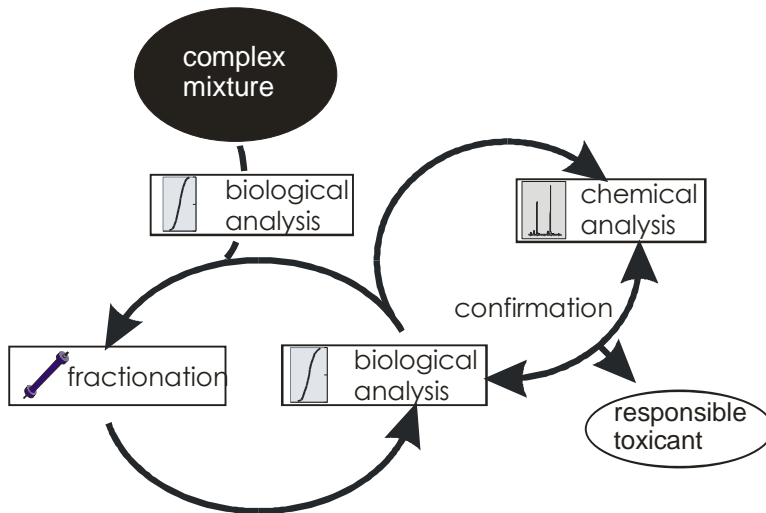 complex
mixture
biological
analysis
chemical
analysis
confirmation
fractionation
biological
analysis
responsible
toxicant